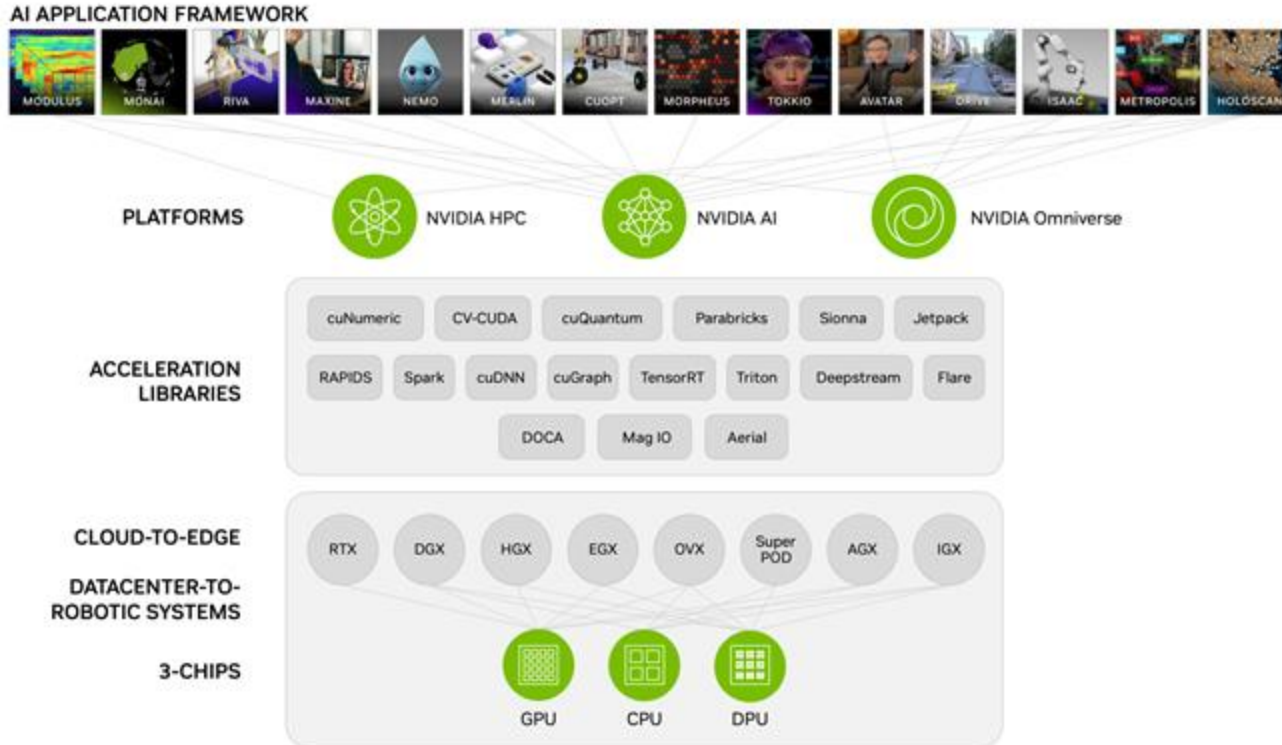 AI APPLICATION FRAMEWORK
MODULUS
MONAI
RIVA
MAXINE
NEMO
MERLIN
CUOPT
MORPHEUS
TOKKIO
AVATAR
DRIVE
ISAAC
METROPOLIS
HOLOSCAN
PLATFORMS
NVIDIA HPC
NVIDIA AI
NVIDIA Omniverse
ACCELERATION
LIBRARIES
cuNumeric
CV-CUDA
cuQuantum
Parabricks
Sionna
Jetpack
RAPIDS
Spark
cuDNN
cuGraph
TensorRT
Triton
Deepstream
Flare
DOCA
Mag IO
Aerial
CLOUD-TO-EDGE
RTX
DGX
HGX
EGX
OVX
Super
POD
AGX
IGX
DATACENTER-TO-
ROBOTIC SYSTEMS
3-CHIPS
GPU
CPU
DPU